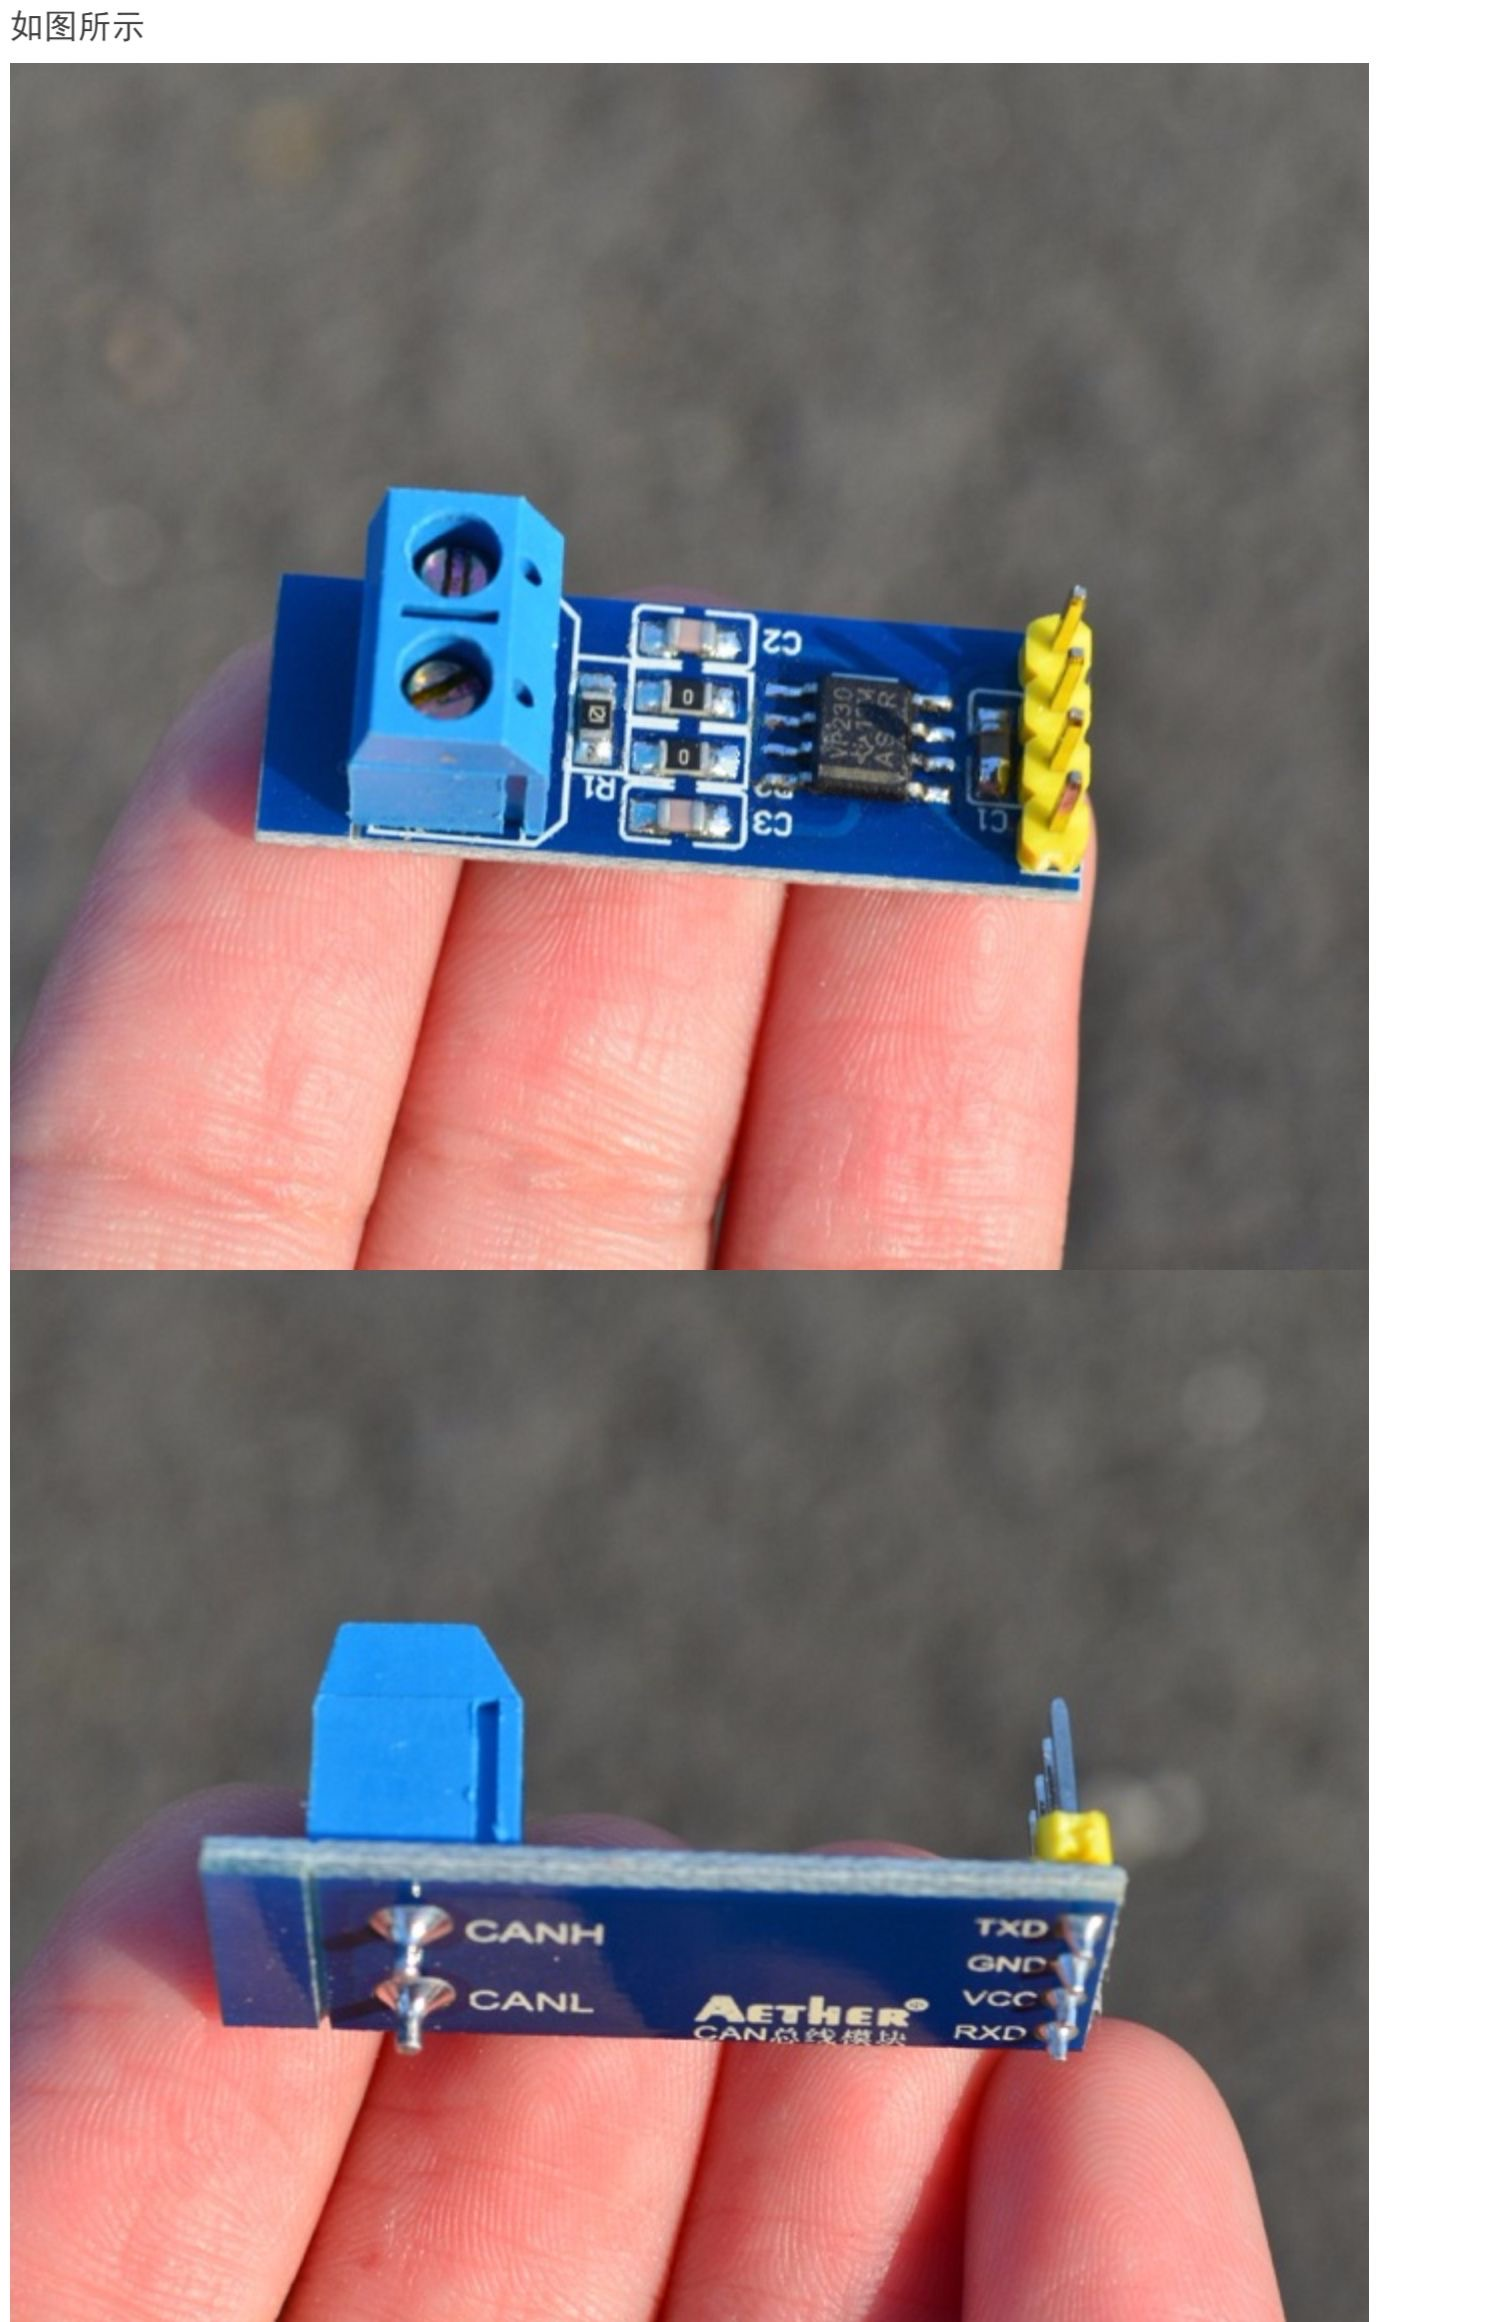 如图所示
C2
0
0
R1
C3
VP230
C1
CANH
CANL
TXD
GND
VCC
RXD
AETHER®
CAN总线模块